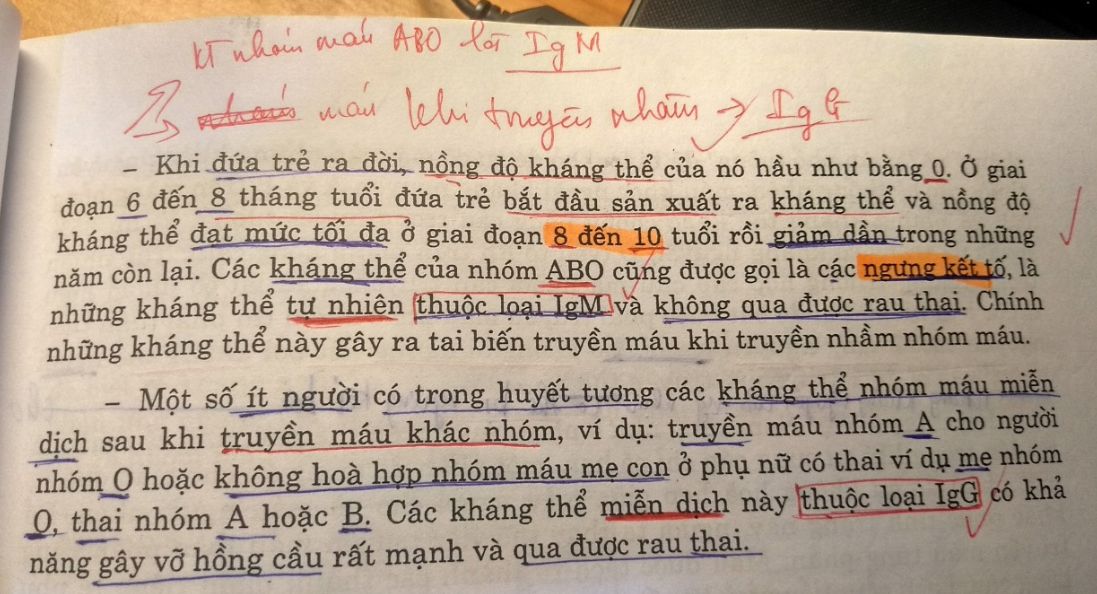 KT nhóm máu ABO là IgM
máu khi truyền nhầm → IgG
– Khi đứa trẻ ra đời, nồng độ kháng thể của nó hầu như bằng 0. Ở giai
đoạn 6 đến 8 tháng tuổi đứa trẻ bắt đầu sản xuất ra kháng thể và nồng độ
kháng thể đạt mức tối đa ở giai đoạn 8 đến 10 tuổi rồi giảm dần trong những
năm còn lại. Các kháng thể của nhóm ABO cũng được gọi là các ngưng kết tố, là
những kháng thể tự nhiên thuộc loại IgM và không qua được rau thai. Chính
những kháng thể này gây ra tai biến truyền máu khi truyền nhầm nhóm máu.
– Một số ít người có trong huyết tương các kháng thể nhóm máu miễn
dịch sau khi truyền máu khác nhóm, ví dụ: truyền máu nhóm A cho người
nhóm O hoặc không hoà hợp nhóm máu mẹ con ở phụ nữ có thai ví dụ mẹ nhóm
O, thai nhóm A hoặc B. Các kháng thể miễn dịch này thuộc loại IgG có khả
năng gây vỡ hồng cầu rất mạnh và qua được rau thai.